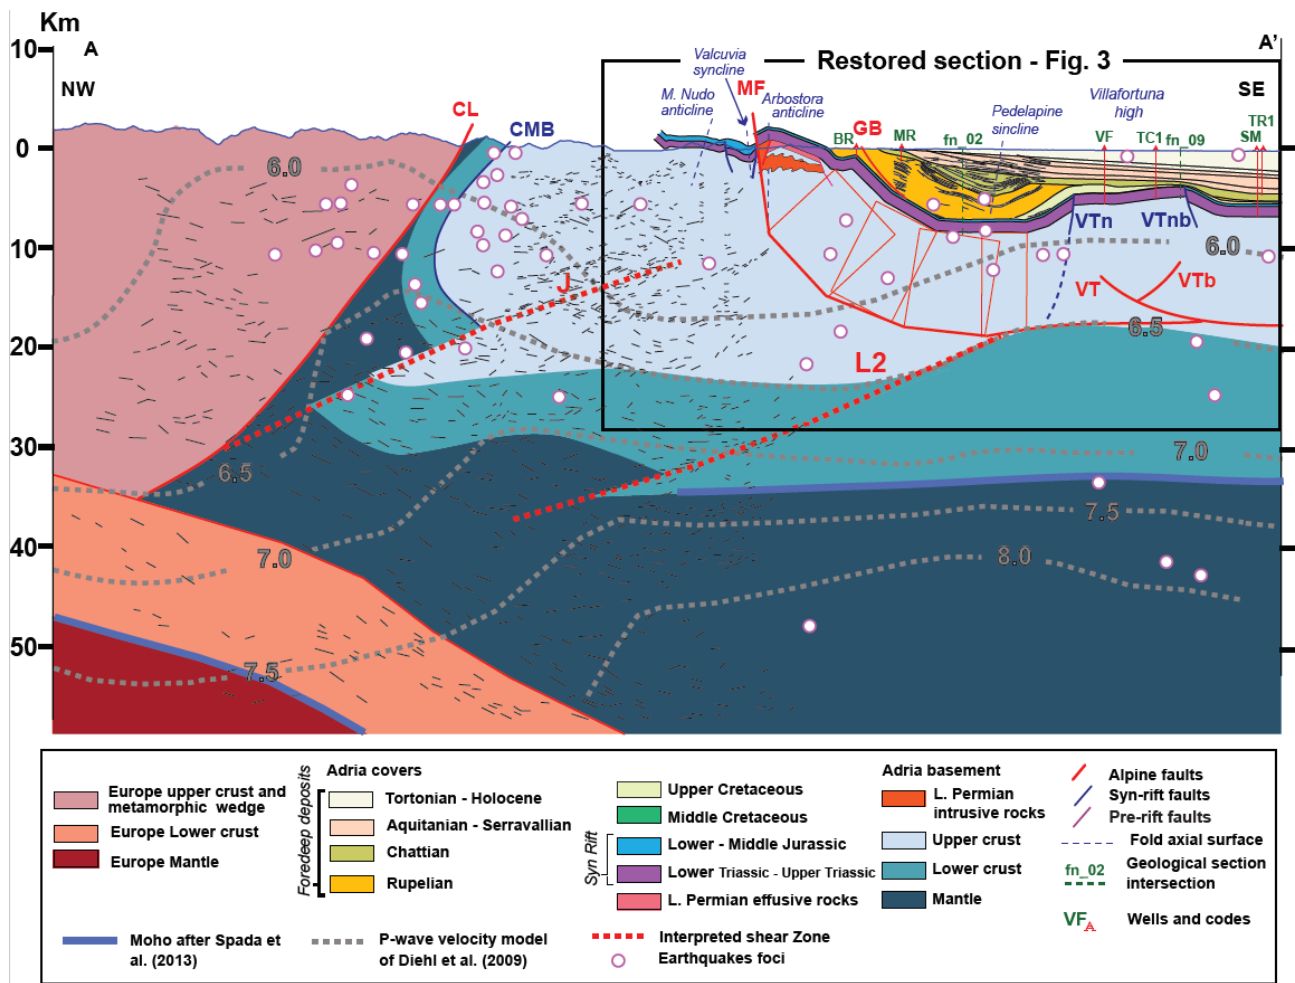 Km
10
A
NW
CL
CMB
Valcuvia
syncline
M. Nudo
anticline
MF
Arbostora
anticline
Restored section - Fig. 3
A'
SE
BR
GB
MR
fn_02
Pedelapine
sincline
Villafortuna
high
VF
TC1
fn_09
TR1
SM
0
6.0
10
VTn
VTnb
6.0
J
VT
VTb
20
6.5
L2
30
6.5
7.0
40
7.0
7.5
8.0
50
7.5
Europe upper crust and
metamorphic wedge
Europe Lower crust
Europe Mantle
Foredeep deposits
Adria covers
Tortonian - Holocene
Aquitanian - Serravallian
Chattian
Rupelian
Upper Cretaceous
Middle Cretaceous
Syn Rift
Lower - Middle Jurassic
Lower Triassic - Upper Triassic
L. Permian effusive rocks
Adria basement
L. Permian
intrusive rocks
Upper crust
Lower crust
Mantle
Alpine faults
Syn-rift faults
Pre-rift faults
Fold axial surface
fn_02
Geological section
intersection
VF
Wells and codes
Moho after Spada et
al. (2013)
P-wave velocity model
of Diehl et al. (2009)
Interpreted shear Zone
Earthquakes foci